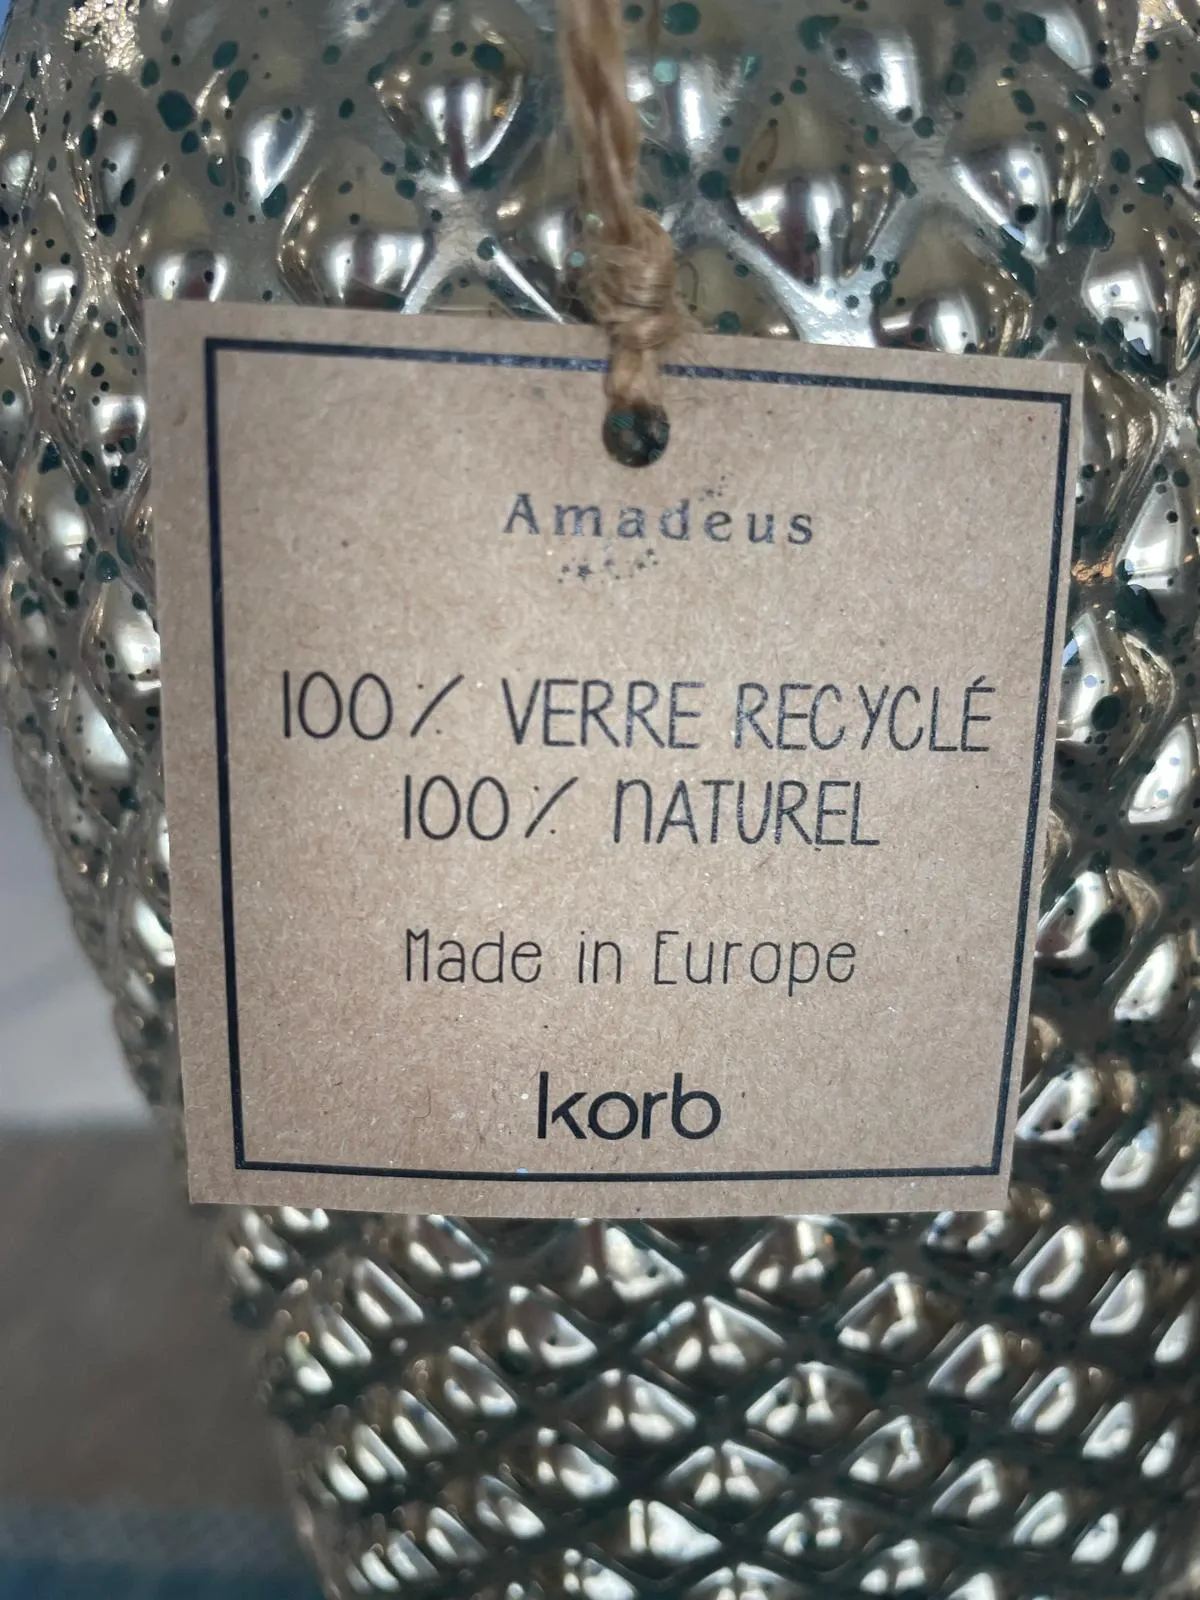 Amadeus
100% VERRE RECYCLÉ
100% NATUREL
Made in Europe
korb